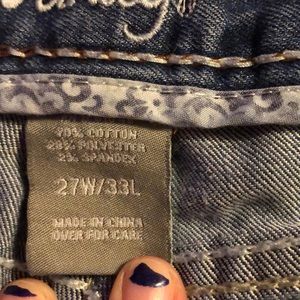 70% COTTON
28% POLYESTER
2% SPANDEX
27W/33L
MADE IN CHINA
OVER FOR CARE